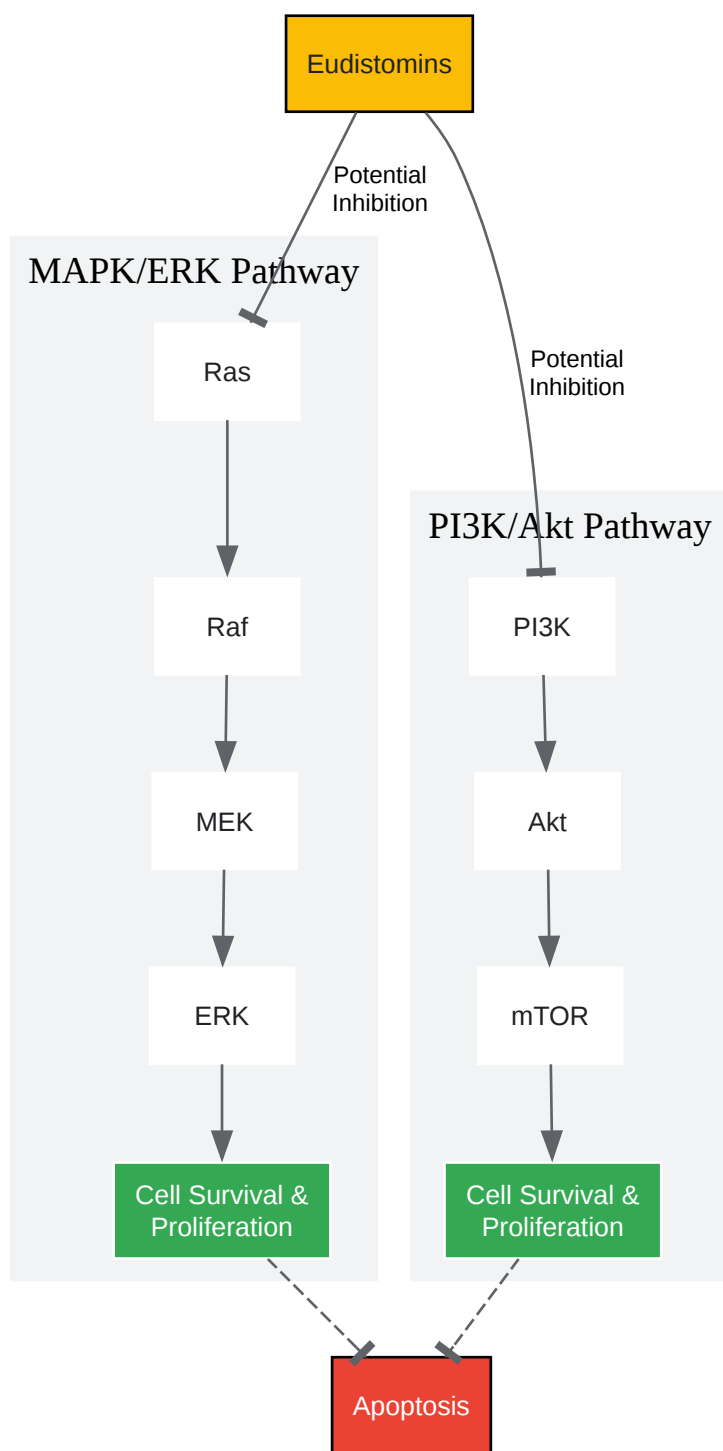 Eudistomins
Potential
Inhibition
MAPK/ERK Pathway
Ras
Potential
Inhibition
PI3K/Akt Pathway
Raf
PI3K
MEK
Akt
ERK
mTOR
Cell Survival &
Proliferation
Cell Survival &
Proliferation
Apoptosis